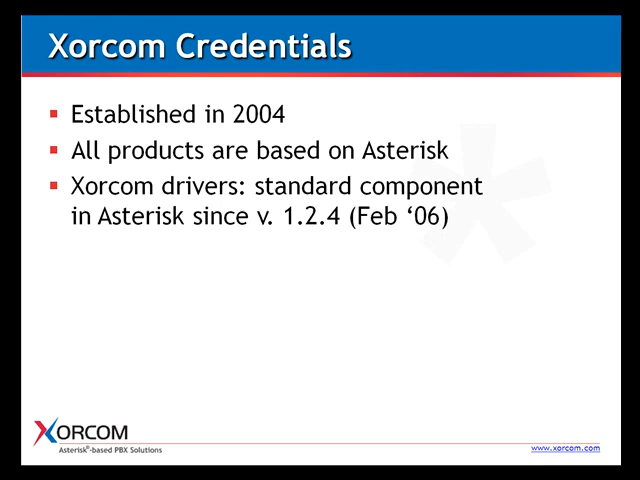 Xorcom Credentials
Established in 2004
All products are based on Asterisk
Xorcom drivers: standard component
in Asterisk since v. 1.2.4 (Feb ‘06)
XORCOM
Asterisk®-based PBX Solutions
www.xorcom.com